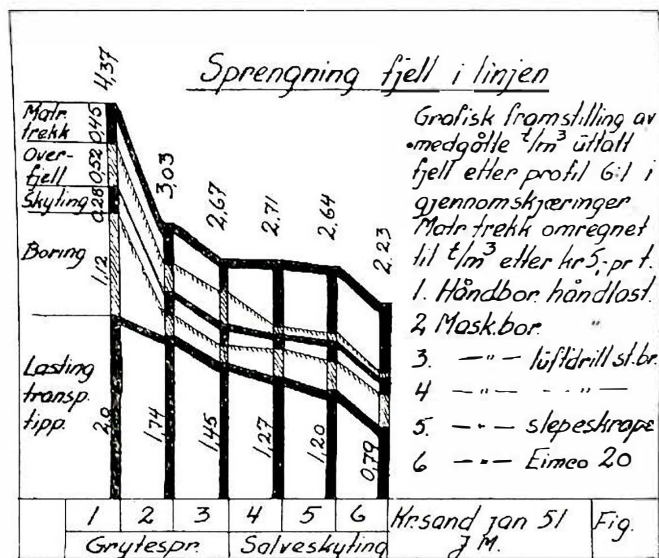 Sprengning fjell i linjen
Grafisk framstilling av
medgåtte t/m³ uttatt
fjell etter profil 6:1 i
gjennomskjæringer
Matr. trekk omregnet
til t/m³ etter kr 5,- pr t.
1. Håndbor. håndlast.
2 Mask.bor. "
3. —"— luftdrill st.br.
4 —"— —"—
5. —"— slepeskrape
6 —"— Eimco 20
Matr. trekk
Over-
fjell
Skyting
Boring
Lasting
transp.
tipp.
4,37
3,03
2,67
2,71
2,64
2,23
0,45
0,52
0,28
1,12
2,0
1,74
1,45
1,27
1,20
0,79
1 2 3 4 5 6
Grytespr. Salveskyting
Kr.sand jan 51
J M.
Fig.